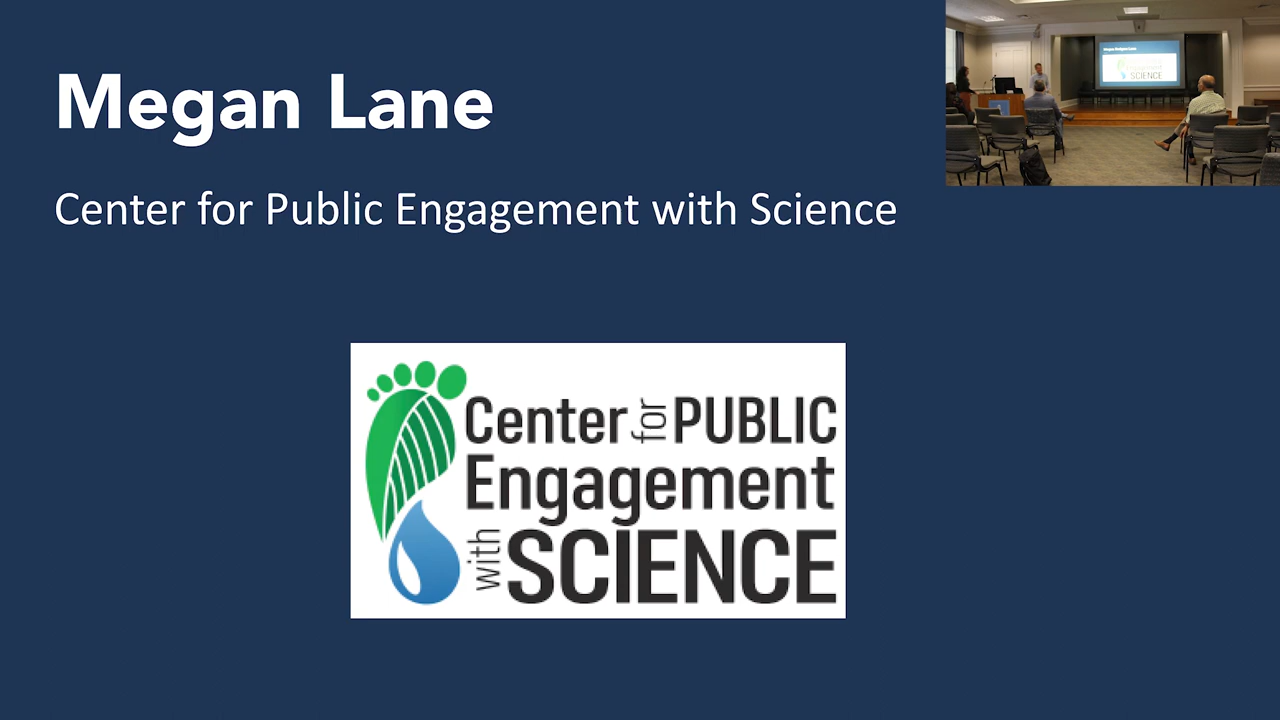 Megan Lane
Center for Public Engagement with Science
Center for PUBLIC
Engagement
with SCIENCE